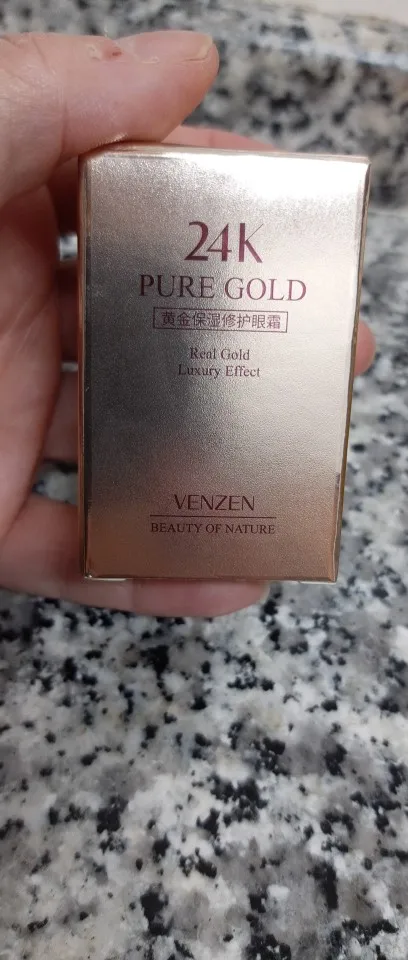 24K
PURE GOLD
黄金保湿修护眼霜
Real Gold
Luxury Effect
VENZEN
BEAUTY OF NATURE